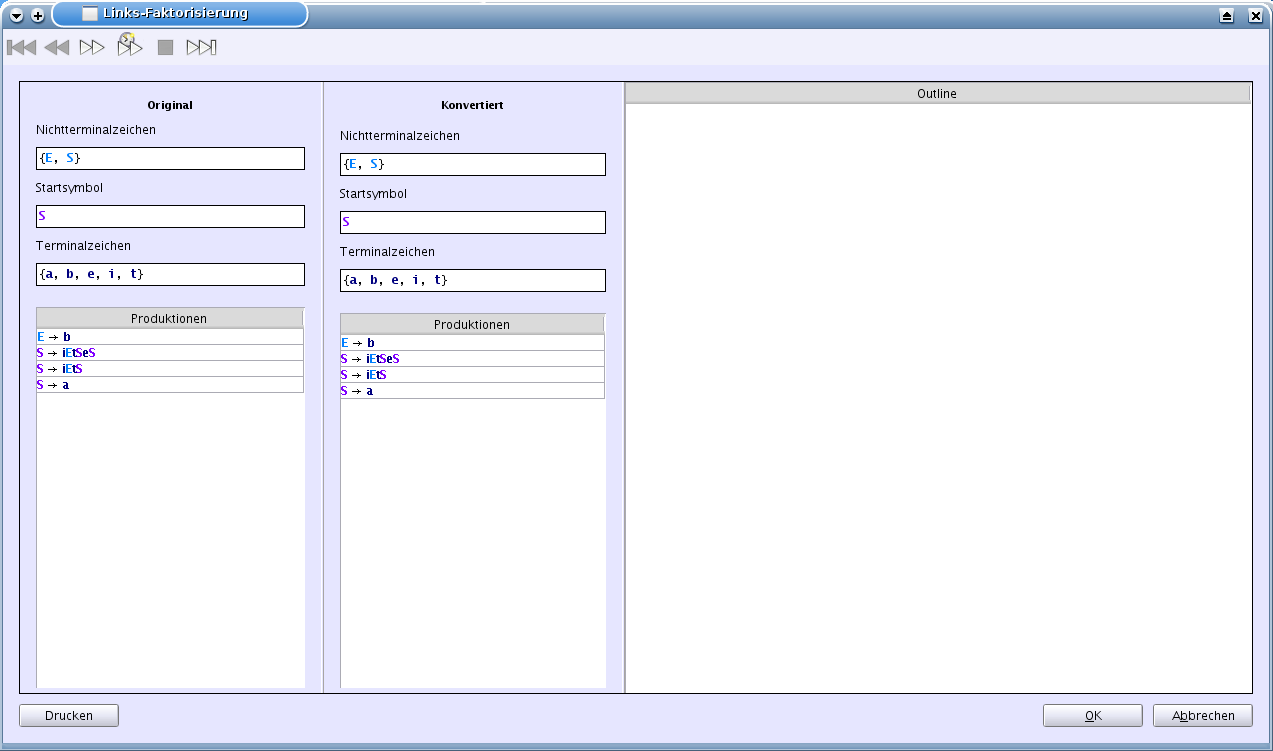 Links-Faktorisierung
Original
Nichtterminalzeichen
{E, S}
Startsymbol
S
Terminalzeichen
{a, b, e, i, t}
Produktionen
E → b
S → iEtSeS
S → iEtS
S → a
Konvertiert
Nichtterminalzeichen
{E, S}
Startsymbol
S
Terminalzeichen
{a, b, e, i, t}
Produktionen
E → b
S → iEtSeS
S → iEtS
S → a
Outline
Drucken
OK
Abbrechen